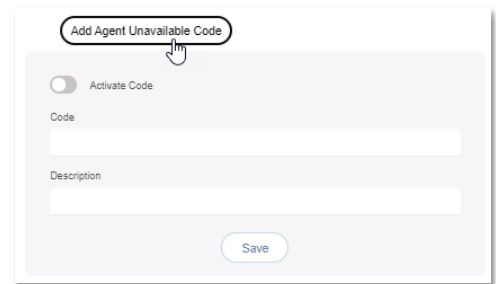 Add Agent Unavailable Code
Activate Code
Code
Description
Save